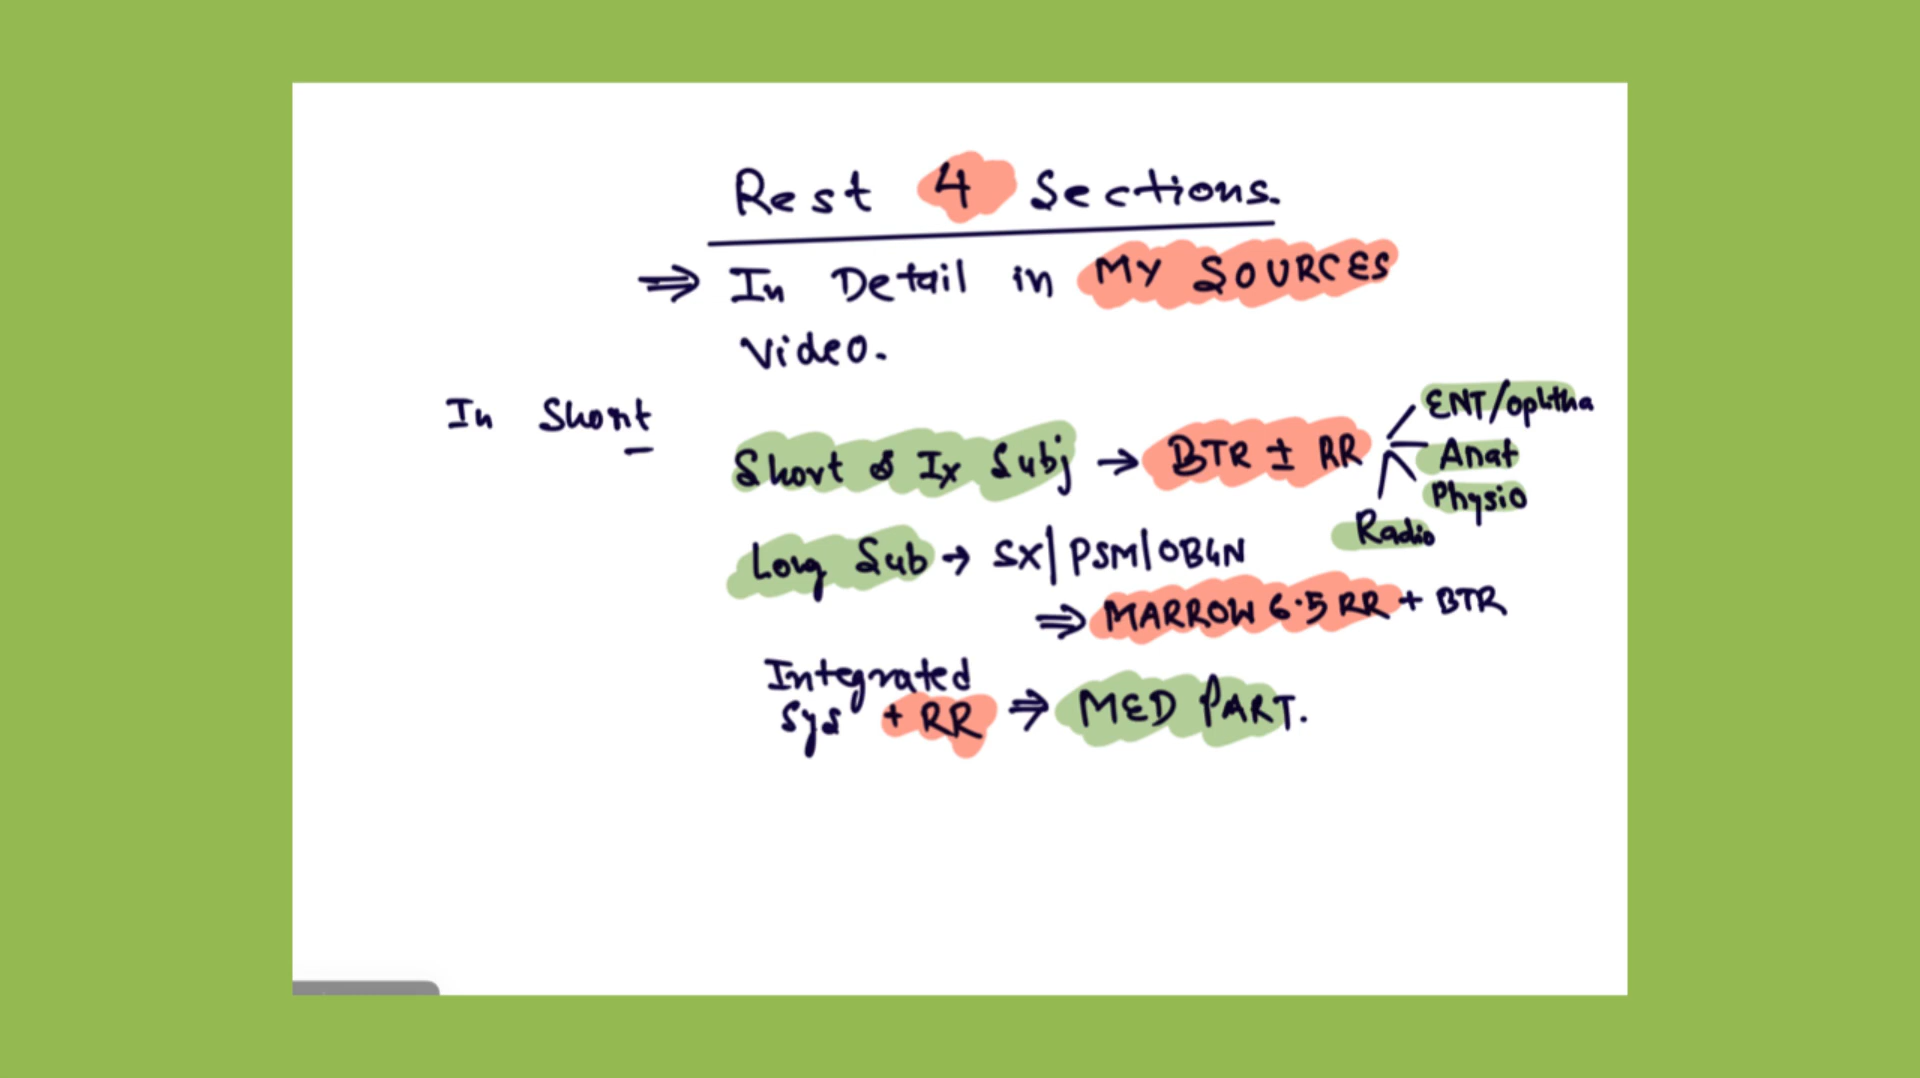 Rest 4 Sections.
⇒ In Detail in MY SOURCES
Video.
In Short
Short & Ix Subj → BTR ± RR
ENT/ophtha
Anat
Physio
Radio
Long Sub → SX | PSM | OBGN
⇒ MARROW 6.5 RR + BTR
Integrated
Sys + RR ⇒ MED PART.